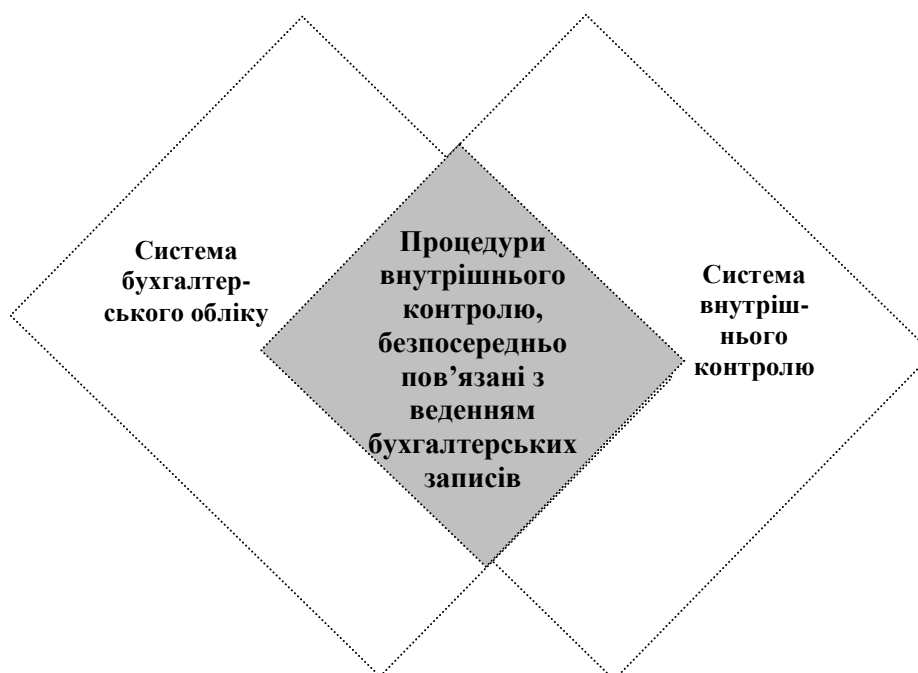 Система
бухгалтер-
ського обліку
Процедури
внутрішнього
контролю,
безпосередньо
пов’язані з
веденням
бухгалтерських
записів
Система
внутріш-
нього
контролю